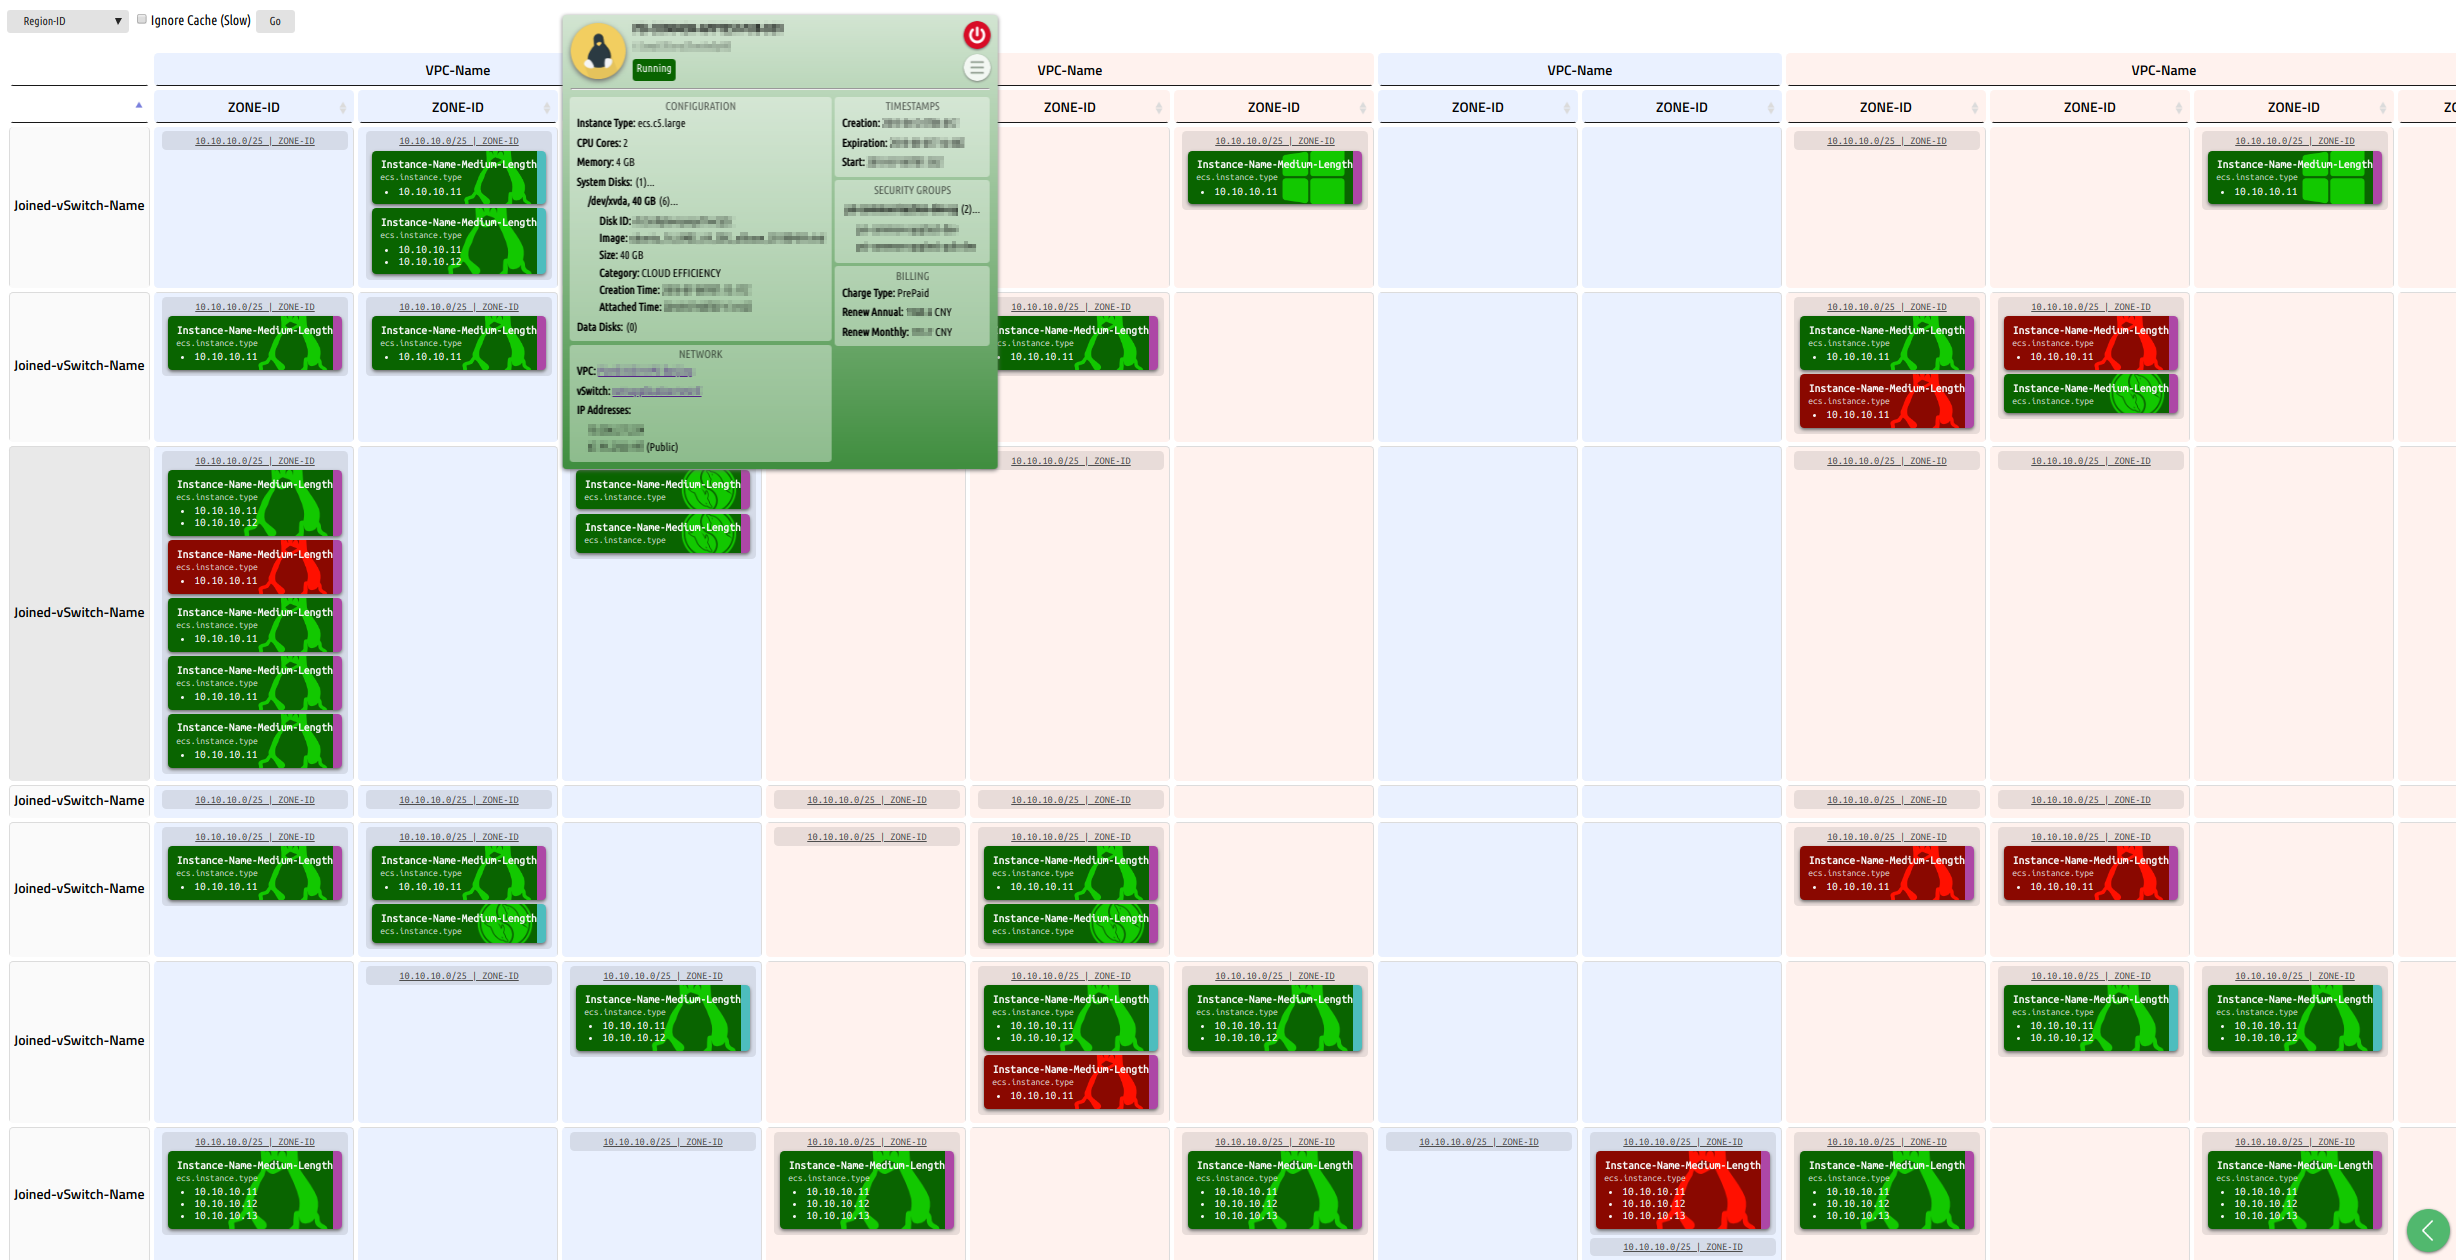 Region-ID ▼ Ignore Cache (Slow) Go
VPC-Name VPC-Name VPC-Name VPC-Name
ZONE-ID ZONE-ID ZONE-ID ZONE-ID ZONE-ID ZONE-ID ZONE-ID ZONE-ID
Running
CONFIGURATION
Instance Type: ecs.c5.large
CPU Cores: 2
Memory: 4 GB
System Disks: (1)...
/dev/xvda, 40 GB (6)...
Disk ID:
Image:
Size: 40 GB
Category: CLOUD EFFICIENCY
Creation Time:
Attached Time:
Data Disks: (0)
NETWORK
VPC:
vSwitch:
IP Addresses:
(Public)
TIMESTAMPS
Creation:
Expiration:
Start:
SECURITY GROUPS
(2)...
BILLING
Charge Type: PrePaid
Renew Annual: CNY
Renew Monthly: CNY
Joined-vSwitch-Name
10.10.10.0/25 | ZONE-ID
10.10.10.0/25 | ZONE-ID
Instance-Name-Medium-Length
ecs.instance.type
• 10.10.10.11
Instance-Name-Medium-Length
ecs.instance.type
• 10.10.10.11
• 10.10.10.12
10.10.10.0/25 | ZONE-ID
Instance-Name-Medium-Length
ecs.instance.type
• 10.10.10.11
10.10.10.0/25 | ZONE-ID
10.10.10.0/25 | ZONE-ID
Instance-Name-Medium-Length
ecs.instance.type
• 10.10.10.11
Joined-vSwitch-Name
10.10.10.0/25 | ZONE-ID
Instance-Name-Medium-Length
ecs.instance.type
• 10.10.10.11
10.10.10.0/25 | ZONE-ID
Instance-Name-Medium-Length
ecs.instance.type
• 10.10.10.11
10.10.10.0/25 | ZONE-ID
nstance-Name-Medium-Length
cs.instance.type
• 10.10.10.11
10.10.10.0/25 | ZONE-ID
Instance-Name-Medium-Length
ecs.instance.type
• 10.10.10.11
Instance-Name-Medium-Length
ecs.instance.type
• 10.10.10.11
10.10.10.0/25 | ZONE-ID
Instance-Name-Medium-Length
ecs.instance.type
• 10.10.10.11
Instance-Name-Medium-Length
ecs.instance.type
Joined-vSwitch-Name
10.10.10.0/25 | ZONE-ID
Instance-Name-Medium-Length
ecs.instance.type
• 10.10.10.11
• 10.10.10.12
Instance-Name-Medium-Length
ecs.instance.type
• 10.10.10.11
Instance-Name-Medium-Length
ecs.instance.type
• 10.10.10.11
Instance-Name-Medium-Length
ecs.instance.type
• 10.10.10.11
Instance-Name-Medium-Length
ecs.instance.type
• 10.10.10.11
Instance-Name-Medium-Length
ecs.instance.type
Instance-Name-Medium-Length
ecs.instance.type
10.10.10.0/25 | ZONE-ID
10.10.10.0/25 | ZONE-ID
10.10.10.0/25 | ZONE-ID
Joined-vSwitch-Name
10.10.10.0/25 | ZONE-ID
10.10.10.0/25 | ZONE-ID
10.10.10.0/25 | ZONE-ID
10.10.10.0/25 | ZONE-ID
10.10.10.0/25 | ZONE-ID
10.10.10.0/25 | ZONE-ID
Joined-vSwitch-Name
10.10.10.0/25 | ZONE-ID
Instance-Name-Medium-Length
ecs.instance.type
• 10.10.10.11
10.10.10.0/25 | ZONE-ID
Instance-Name-Medium-Length
ecs.instance.type
• 10.10.10.11
Instance-Name-Medium-Length
ecs.instance.type
10.10.10.0/25 | ZONE-ID
10.10.10.0/25 | ZONE-ID
Instance-Name-Medium-Length
ecs.instance.type
• 10.10.10.11
Instance-Name-Medium-Length
ecs.instance.type
10.10.10.0/25 | ZONE-ID
Instance-Name-Medium-Length
ecs.instance.type
• 10.10.10.11
10.10.10.0/25 | ZONE-ID
Instance-Name-Medium-Length
ecs.instance.type
• 10.10.10.11
Joined-vSwitch-Name
10.10.10.0/25 | ZONE-ID
10.10.10.0/25 | ZONE-ID
Instance-Name-Medium-Length
ecs.instance.type
• 10.10.10.11
• 10.10.10.12
10.10.10.0/25 | ZONE-ID
Instance-Name-Medium-Length
ecs.instance.type
• 10.10.10.11
• 10.10.10.12
Instance-Name-Medium-Length
ecs.instance.type
• 10.10.10.11
10.10.10.0/25 | ZONE-ID
Instance-Name-Medium-Length
ecs.instance.type
• 10.10.10.11
• 10.10.10.12
10.10.10.0/25 | ZONE-ID
Instance-Name-Medium-Length
ecs.instance.type
• 10.10.10.11
• 10.10.10.12
10.10.10.0/25 | ZONE-ID
Instance-Name-Medium-Length
ecs.instance.type
• 10.10.10.11
• 10.10.10.12
Joined-vSwitch-Name
10.10.10.0/25 | ZONE-ID
Instance-Name-Medium-Length
ecs.instance.type
• 10.10.10.11
• 10.10.10.12
• 10.10.10.13
10.10.10.0/25 | ZONE-ID
10.10.10.0/25 | ZONE-ID
Instance-Name-Medium-Length
ecs.instance.type
• 10.10.10.11
• 10.10.10.12
• 10.10.10.13
10.10.10.0/25 | ZONE-ID
Instance-Name-Medium-Length
ecs.instance.type
• 10.10.10.11
• 10.10.10.12
• 10.10.10.13
10.10.10.0/25 | ZONE-ID
10.10.10.0/25 | ZONE-ID
Instance-Name-Medium-Length
ecs.instance.type
• 10.10.10.11
• 10.10.10.12
• 10.10.10.13
10.10.10.0/25 | ZONE-ID
10.10.10.0/25 | ZONE-ID
Instance-Name-Medium-Length
ecs.instance.type
• 10.10.10.11
• 10.10.10.12
• 10.10.10.13
10.10.10.0/25 | ZONE-ID
Instance-Name-Medium-Length
ecs.instance.type
• 10.10.10.11
• 10.10.10.12
• 10.10.10.13